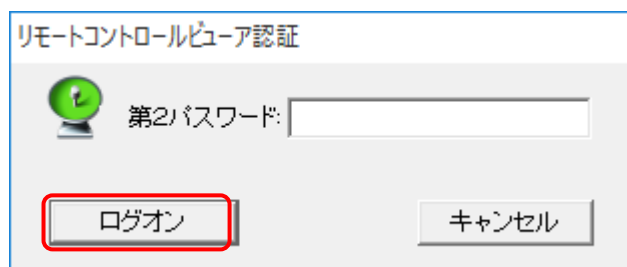 リモートコントロールビューア認証
第2パスワード:
ログオン キャンセル